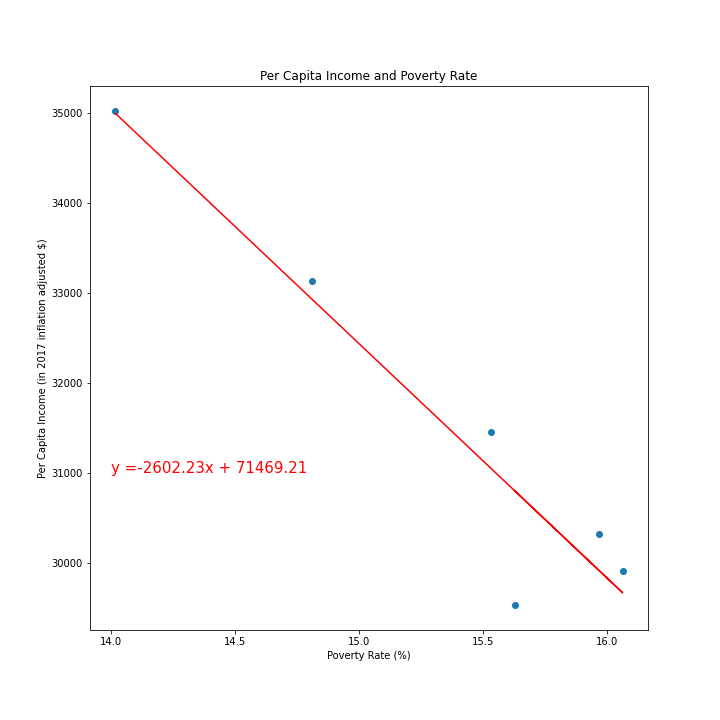 Per Capita Income and Poverty Rate
35000
34000
33000
32000
31000
30000
Per Capita Income (in 2017 inflation adjusted $)
y =-2602.23x + 71469.21
14.0
14.5
15.0
15.5
16.0
Poverty Rate (%)